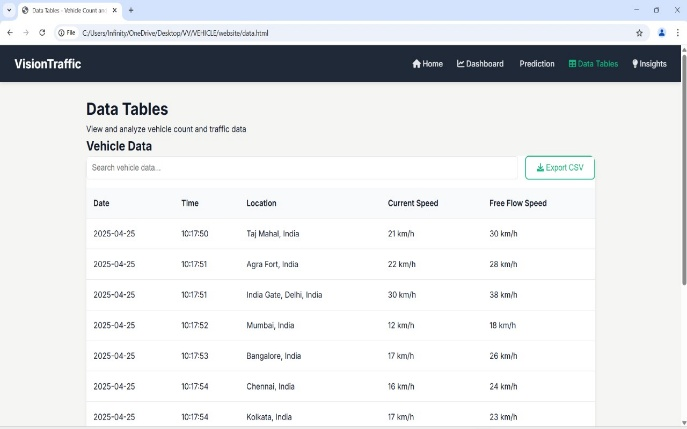 Data Tables - Vehicle Count and
File C:/Users/Infinity/OneDrive/Desktop/VV/VEHICLE/website/data.html
VisionTraffic Home Dashboard Prediction Data Tables Insights
Data Tables
View and analyze vehicle count and traffic data
Vehicle Data
Search vehicle data... Export CSV
Date Time Location Current Speed Free Flow Speed
2025-04-25 10:17:50 Taj Mahal, India 21 km/h 30 km/h
2025-04-25 10:17:51 Agra Fort, India 22 km/h 28 km/h
2025-04-25 10:17:51 India Gate, Delhi, India 30 km/h 38 km/h
2025-04-25 10:17:52 Mumbai, India 12 km/h 18 km/h
2025-04-25 10:17:53 Bangalore, India 17 km/h 26 km/h
2025-04-25 10:17:54 Chennai, India 16 km/h 24 km/h
2025-04-25 10:17:54 Kolkata, India 17 km/h 23 km/h